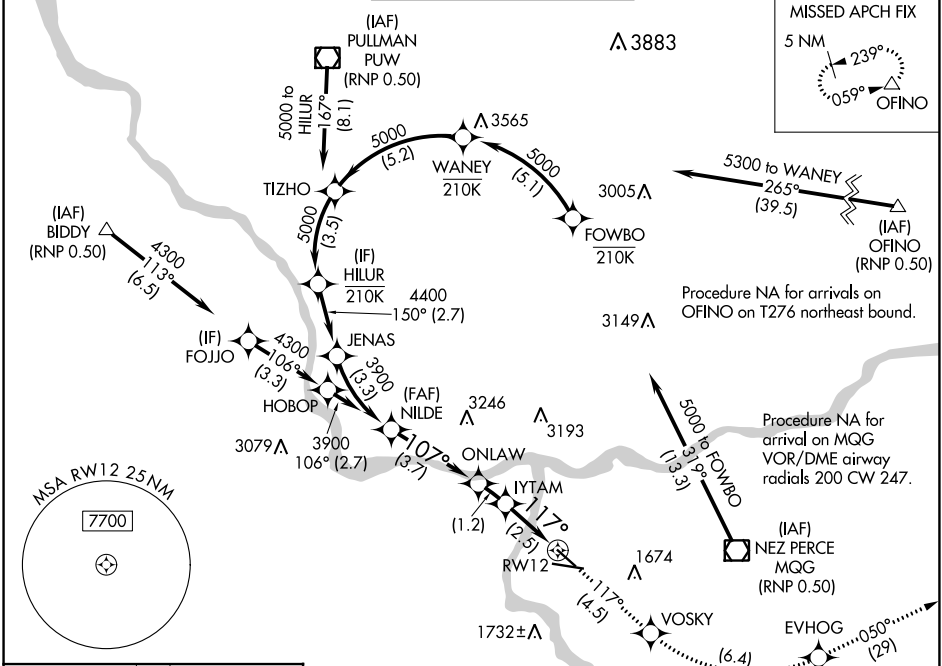 MISSED APCH FIX
5 NM
239°
059°
OFINO
(IAF)
PULLMAN
PUW
(RNP 0.50)
3883
5000 to
HILUR
167°
(8.1)
5000
(5.2)
3565
WANEY
210K
5000
(5.1)
3005
5300 to WANEY
265°
(39.5)
TIZHO
FOWBO
210K
(IAF)
OFINO
(RNP 0.50)
(IAF)
BIDDY
(RNP 0.50)
4300
113°
(6.5)
5000
(3.5)
(IF)
HILUR
210K
4400
150° (2.7)
Procedure NA for arrivals on
OFINO on T276 northeast bound.
3149
(IF)
FOJJO
4300
106°
(3.3)
JENAS
3900
(3.3)
HOBOP
(FAF)
NILDE
3246
3193
3079
3900
106° (2.7)
107°
(3.7)
ONLAW
5000 to FOWBO
319°
(13.3)
Procedure NA for
arrival on MQG
VOR/DME airway
radials 200 CW 247.
MSA RW12 25 NM
7700
IYTAM
(1.2)
117°
(2.5)
RW12
1674
(IAF)
NEZ PERCE
MQG
(RNP 0.50)
117°
(4.5)
1732±
VOSKY
EVHOG
050°
(29)
(6.4)